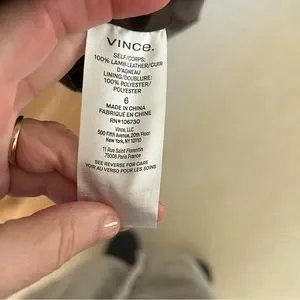 VINCE.
SELF/CORPS:
100% LAMB LEATHER/CUIR
D'AGNEAU
LINING/DOUBLURE:
100% POLYESTER/
POLYESTER
6
MADE IN CHINA
FABRIQUÉ EN CHINE
RN#106730
Vince, LLC
500 Fifth Avenue, 20th Floor
New York, NY 10110
11 Rue Saint Florentin
75008 Paris France
SEE REVERSE FOR CARE
VOIR AU VERSO POUR LES SOINS